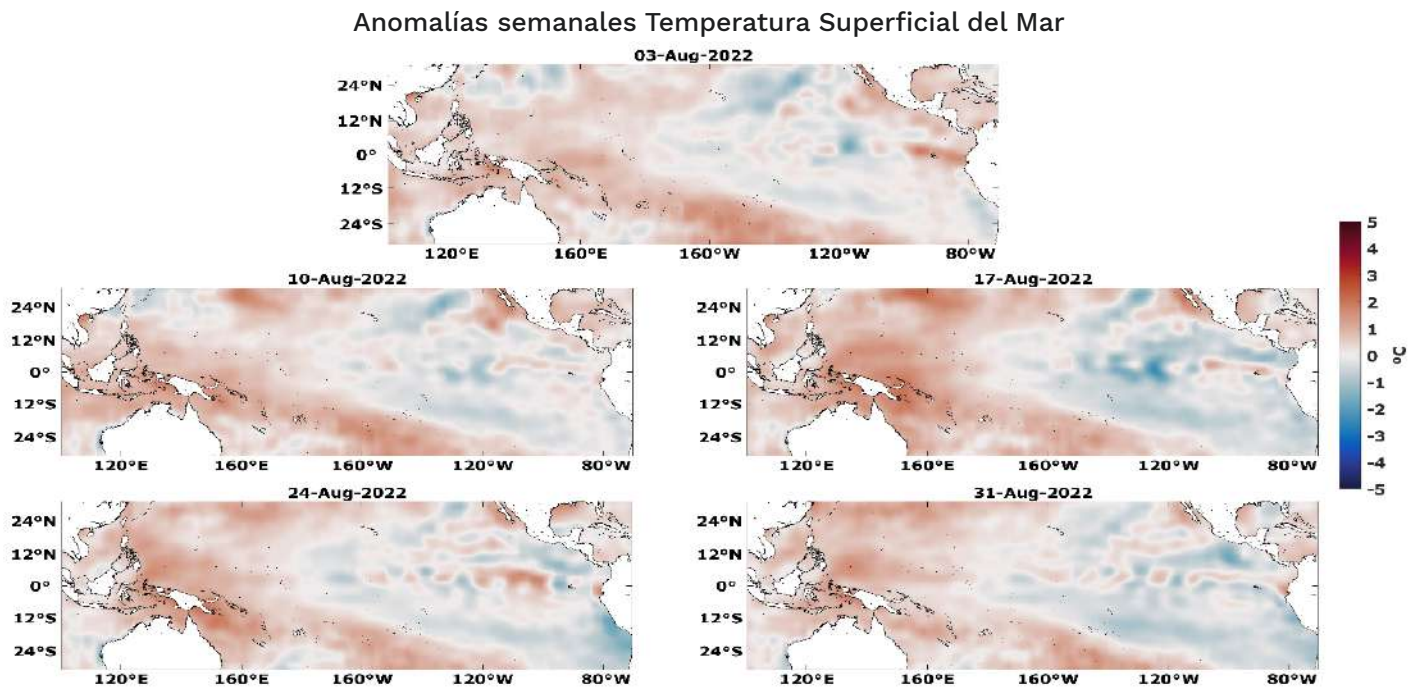 Anomalías semanales Temperatura Superficial del Mar
03-Aug-2022
24°N
12°N
0°
12°S
24°S
120°E 160°E 160°W 120°W 80°W
10-Aug-2022
24°N
12°N
0°
12°S
24°S
120°E 160°E 160°W 120°W 80°W
17-Aug-2022
24°N
12°N
0°
12°S
24°S
120°E 160°E 160°W 120°W 80°W
5
4
3
2
1
0
-1
-2
-3
-4
-5
ºC
24-Aug-2022
24°N
12°N
0°
12°S
24°S
120°E 160°E 160°W 120°W 80°W
31-Aug-2022
24°N
12°N
0°
12°S
24°S
120°E 160°E 160°W 120°W 80°W